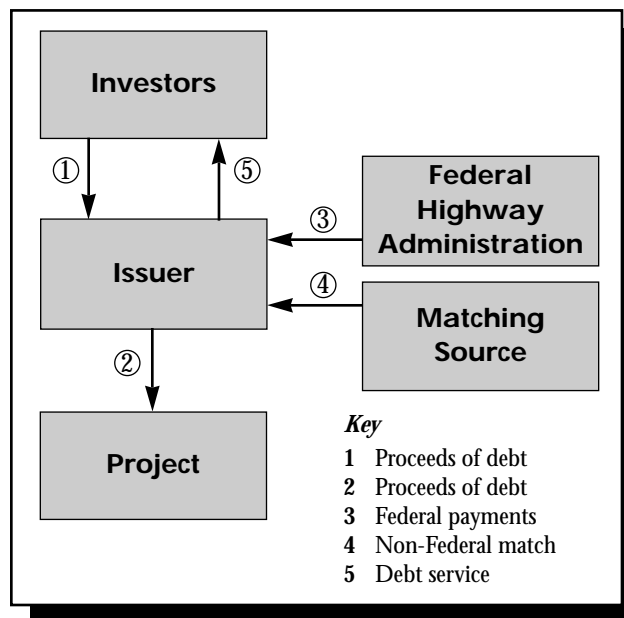 Investors
①
⑤
Federal
Highway
Administration
③
Issuer
④
Matching
Source
②
Project
Key
1 Proceeds of debt
2 Proceeds of debt
3 Federal payments
4 Non-Federal match
5 Debt service